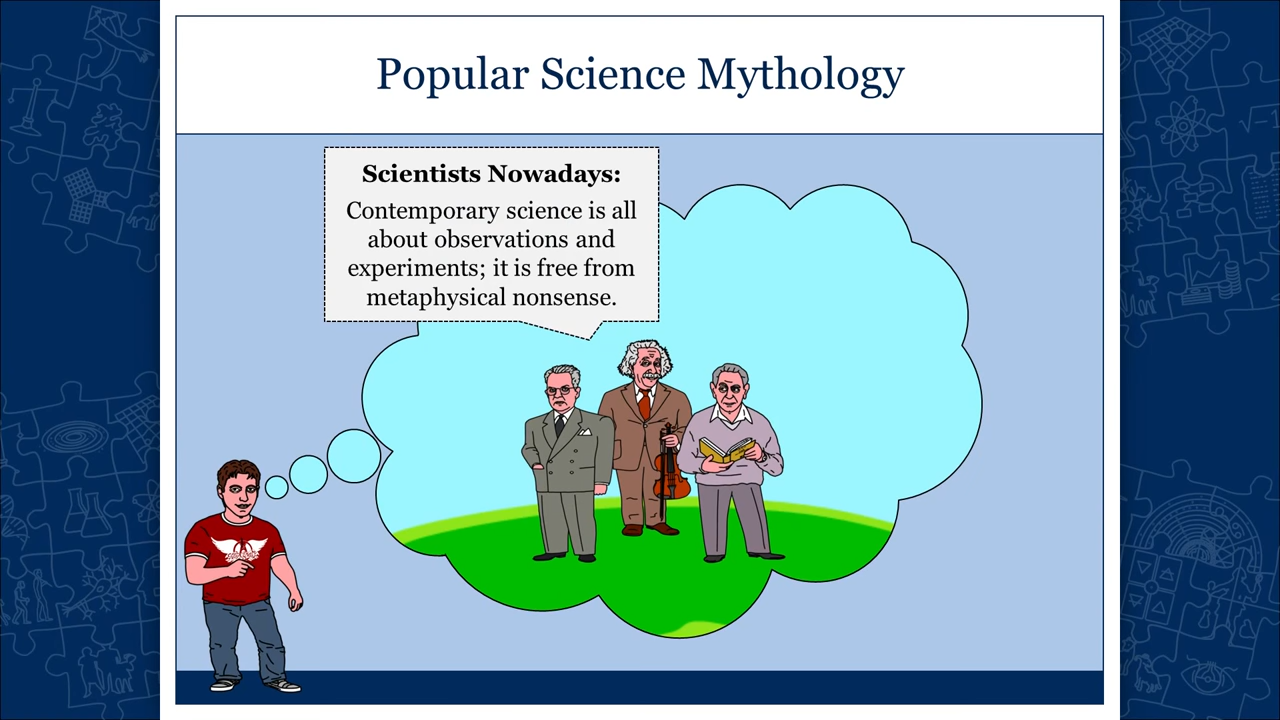 Popular Science Mythology
Scientists Nowadays:
Contemporary science is all
about observations and
experiments; it is free from
metaphysical nonsense.